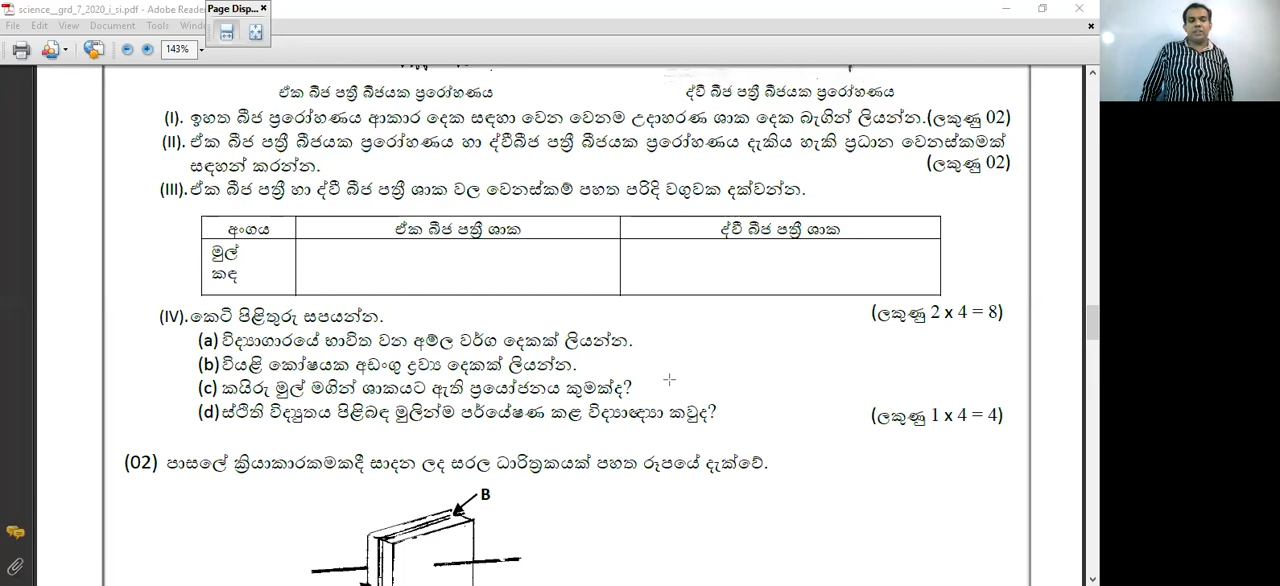 science__grd_7_2020_i_si.pdf - Adobe Reader
Page Disp...
File Edit View Document Tools Window
143%
ඒක බීජ පත්‍රී බීජයක ප්‍රරෝහණය ද්වී බීජ පත්‍රී බීජයක ප්‍රරෝහණය
(I). ඉහත බීජ ප්‍රරෝහණය ආකාර දෙක සඳහා වෙන වෙනම උදාහරණ ශාක දෙක බැගින් ලියන්න.(ලකුණු 02)
(II). ඒක බීජ පත්‍රී බීජයක ප්‍රරෝහණය හා ද්වීබීජ පත්‍රී බීජයක ප්‍රරෝහණය දැකිය හැකි ප්‍රධාන වෙනස්කමක්
සඳහන් කරන්න. (ලකුණු 02)
(III). ඒක බීජ පත්‍රී හා ද්වී බීජ පත්‍රී ශාක වල වෙනස්කම් පහත පරිදි වගුවක දක්වන්න.
අංගය ඒක බීජ පත්‍රී ශාක ද්වී බීජ පත්‍රී ශාක
මුල්
කඳ
(ලකුණු 2 x 4 = 8)
(IV). කෙටි පිළිතුරු සපයන්න.
(a) විද්‍යාගාරයේ භාවිත වන අම්ල වර්ග දෙකක් ලියන්න.
(b) වියළි කෝෂයක අඩංගු ද්‍රව්‍ය දෙකක් ලියන්න.
(c) කයිරු මුල් මගින් ශාකයට ඇති ප්‍රයෝජනය කුමක්ද?
(d) ස්ථිති විද්‍යුතය පිළිබඳ මුලින්ම පර්යේෂණ කළ විද්‍යාඥයා කවුද? (ලකුණු 1 x 4 = 4)
(02) පාසලේ ක්‍රියාකාරකමකදී සාදන ලද සරල ධාරිත්‍රකයක් පහත රූපයේ දැක්වේ.
B